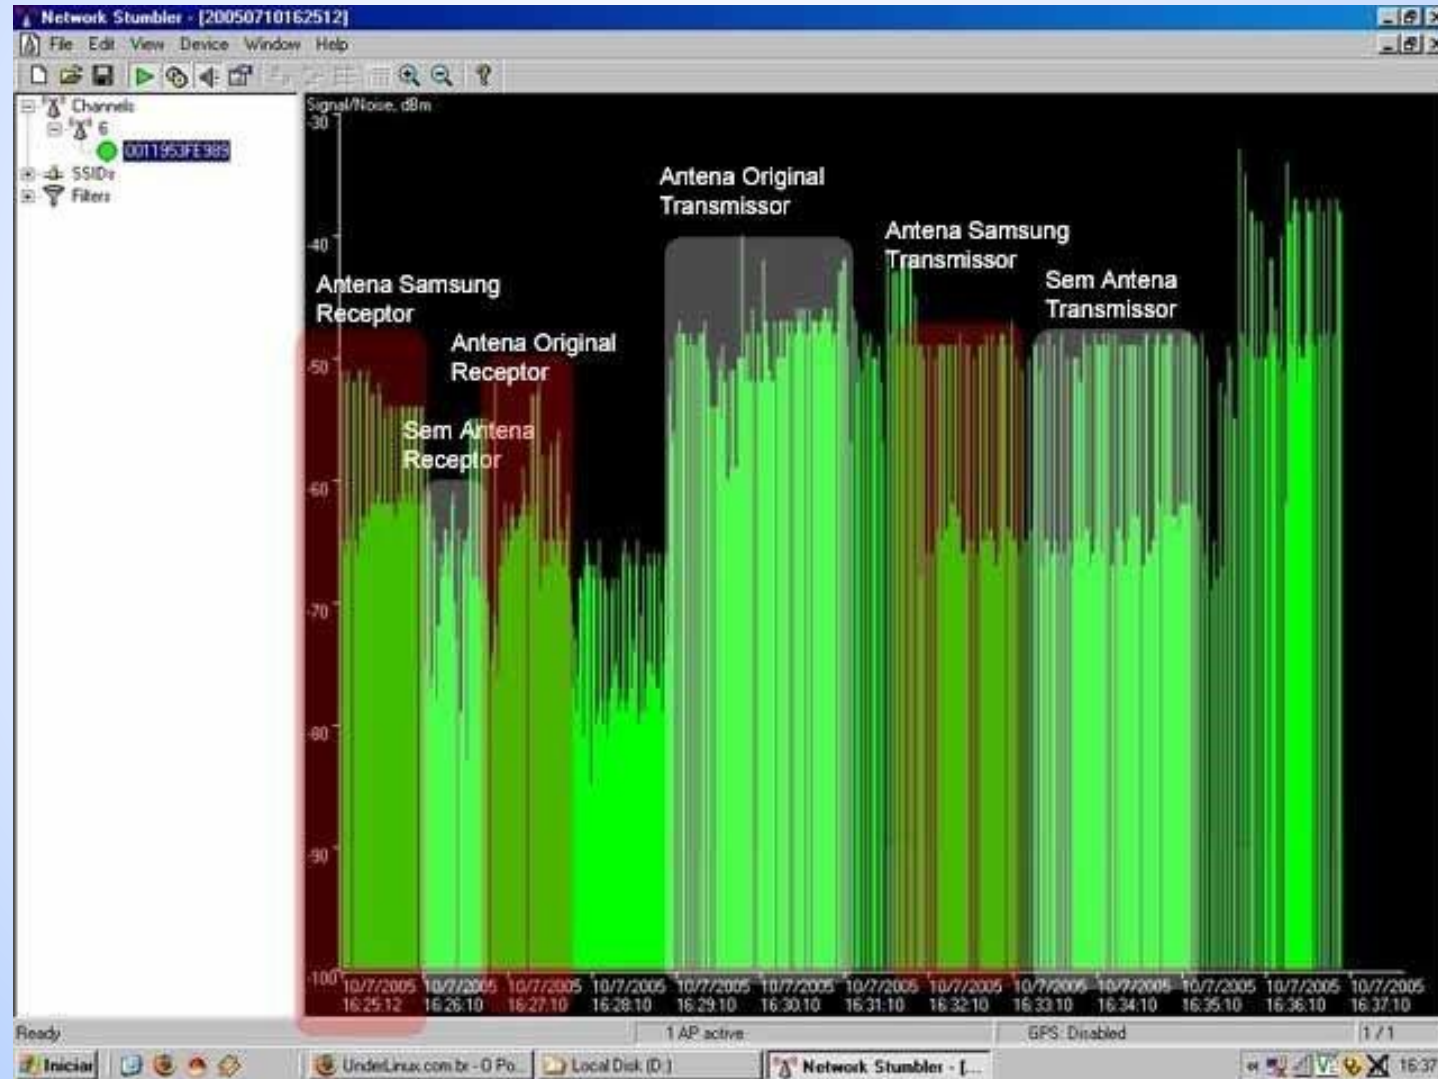 Network Stumbler - [20050710162512]
File Edit View Device Window Help
Channels
6
0011953FE989
SSIDs
Filters
Signal/Noise, dBm
-30
-40
-50
-60
-70
-80
-90
-100
Antena Samsung
Receptor
Sem Antena
Receptor
Antena Original
Receptor
Antena Original
Transmissor
Antena Samsung
Transmissor
Sem Antena
Transmissor
10/7/2005 10/7/2005 10/7/2005 10/7/2005 10/7/2005 10/7/2005 10/7/2005 10/7/2005 10/7/2005 10/7/2005 10/7/2005 10/7/2005 10/7/2005
16:25:12 16:26:10 16:27:10 16:28:10 16:29:10 16:30:10 16:31:10 16:32:10 16:33:10 16:34:10 16:35:10 16:36:10 16:37:10
Ready 1 AP active GPS: Disabled 1 / 1
Iniciar UnderLinux.com.br - O Po... Local Disk (D:) Network Stumbler - [... 16:37